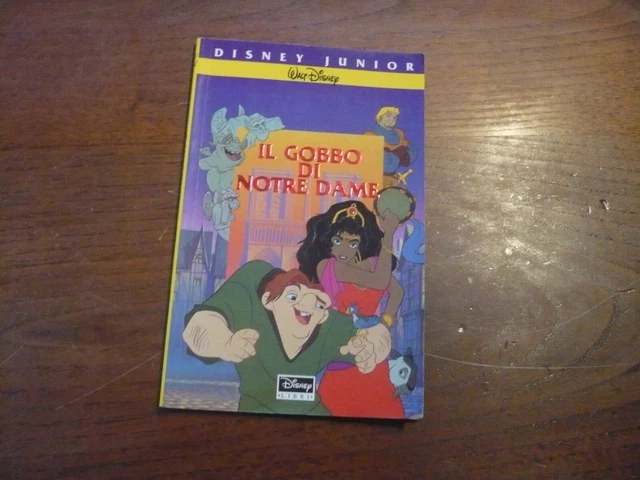 DISNEY JUNIOR
Walt Disney
IL GOBBO
DI
NOTRE DAME
Disney
• LIBRI •